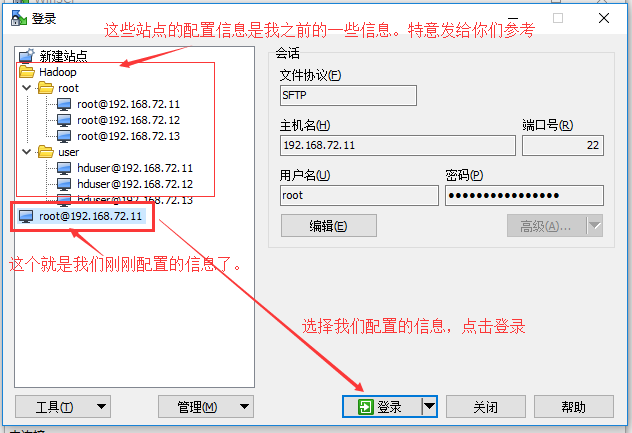 WinSCP
登录
这些站点的配置信息是我之前的一些信息。特意发给你们参考
新建站点
Hadoop
root
root@192.168.72.11
root@192.168.72.12
root@192.168.72.13
user
hduser@192.168.72.11
hduser@192.168.72.12
hduser@192.168.72.13
root@192.168.72.11
这个就是我们刚刚配置的信息了。
会话
文件协议(F)
SFTP
主机名(H) 端口号(R)
192.168.72.11 22
用户名(U) 密码(P)
root ••••••••••••••••
编辑(E) 高级(A)...
选择我们配置的信息，点击登录
工具(T) 管理(M) 登录 关闭 帮助